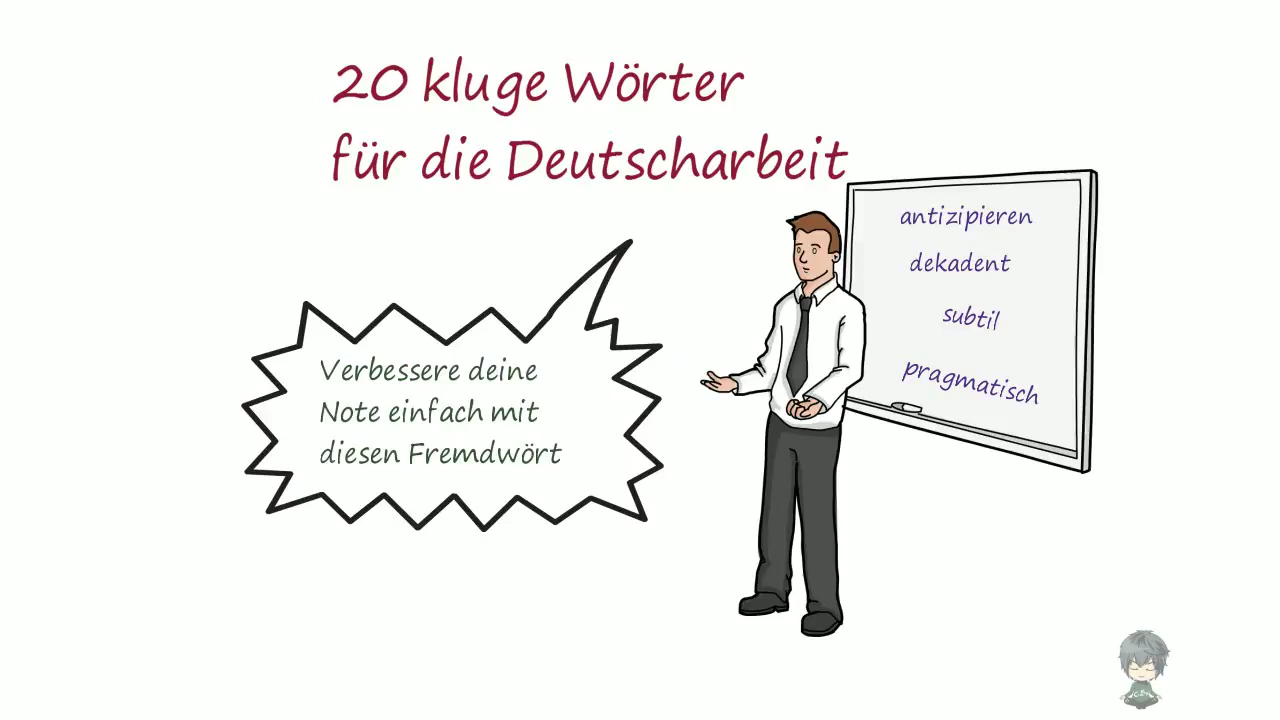 20 kluge Wörter
für die Deutscharbeit
antizipieren
dekadent
subtil
pragmatisch
Verbessere deine
Note einfach mit
diesen Fremdwört